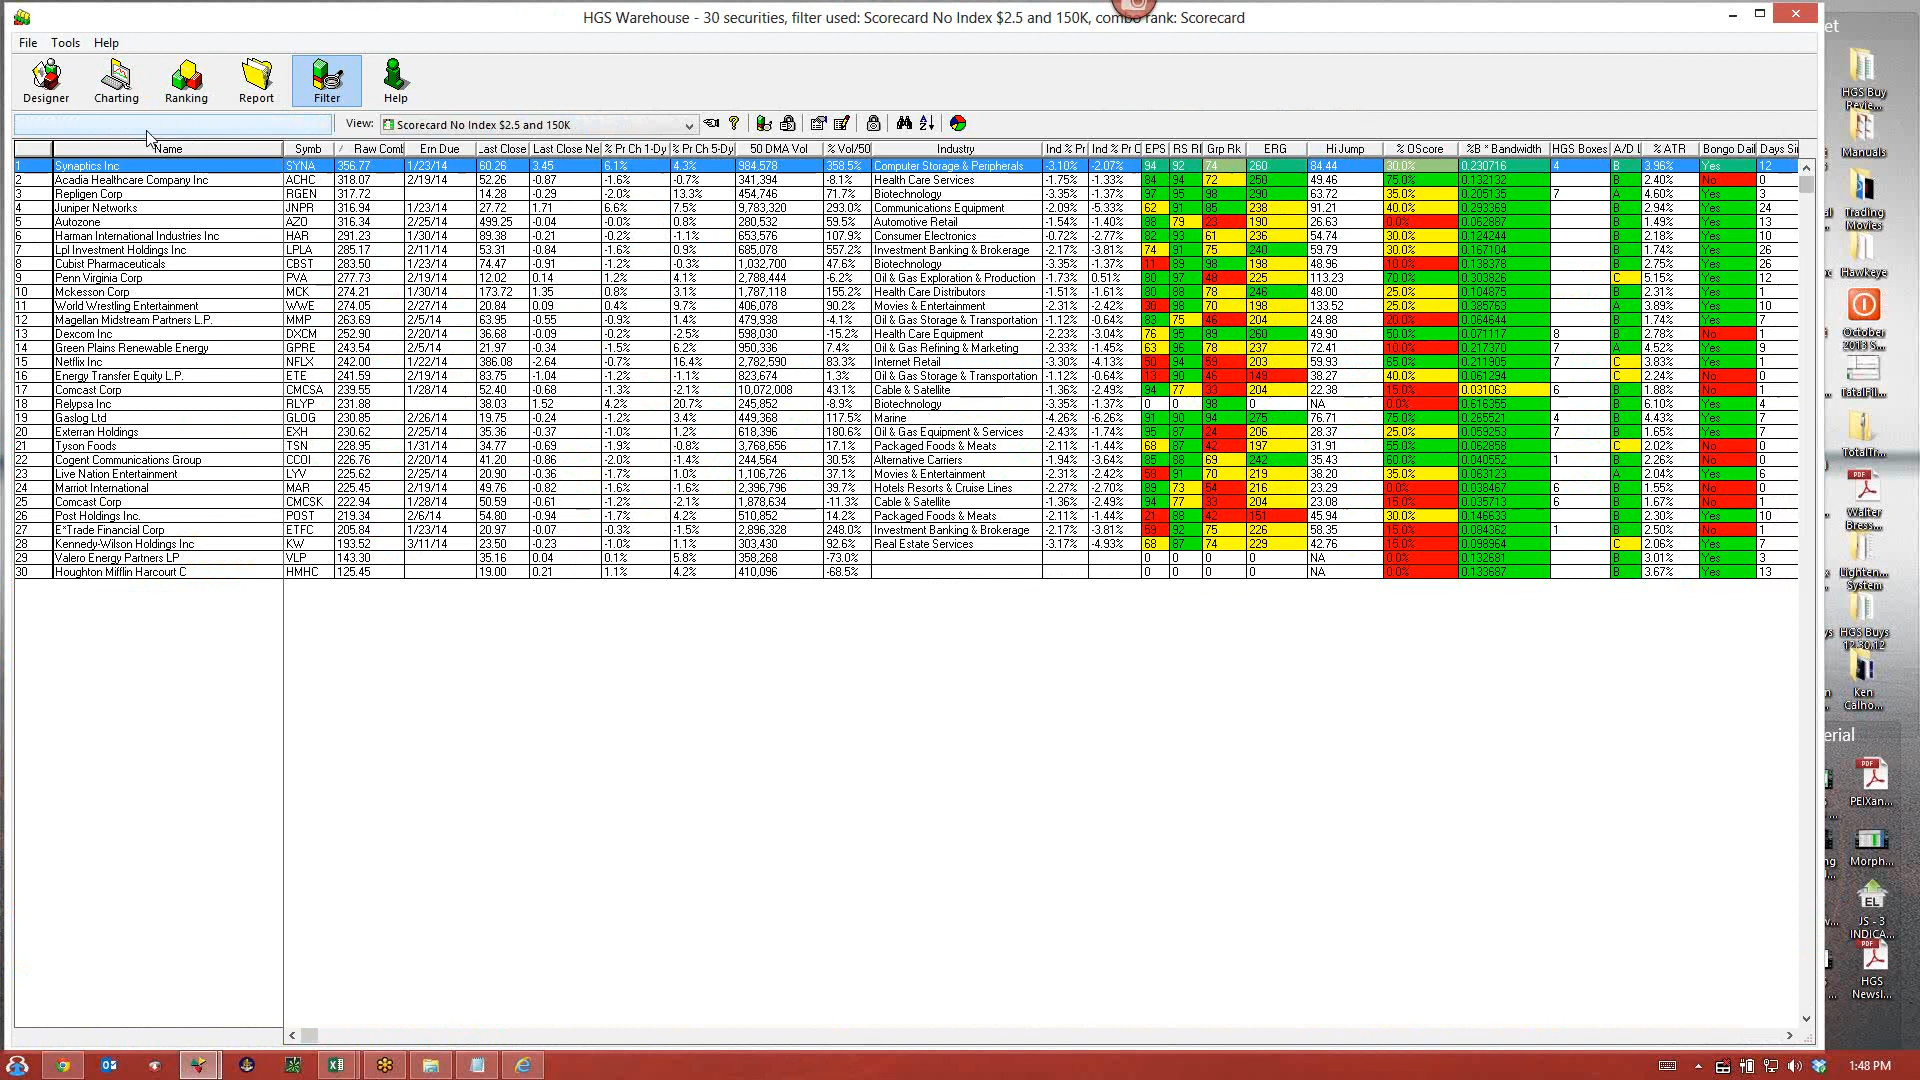 HGS Warehouse - 30 securities, filter used: Scorecard No Index $2.5 and 150K, combo rank: Scorecard
File Tools Help
Designer Charting Ranking Report Filter Help
View: Scorecard No Index $2.5 and 150K
Name Symb Raw Comb Ern Due Last Close Last Close Ne % Pr Ch 1-Dy % Pr Ch 5-Dy 50 DMA Vol % Vol/50 Industry Ind % Pr Ind % Pr C EPS RS RI Grp Rk ERG Hi Jump % OScore %B * Bandwidth HGS Boxes A/D L % ATR Bongo Dail Days Si
1 Synaptics Inc SYNA 356.77 1/23/14 60.26 3.45 6.1% 4.3% 984,578 358.5% Computer Storage & Peripherals -3.10% -2.07% 94 92 74 260 84.44 30.0% 0.230716 4 B 3.96% Yes 12
2 Acadia Healthcare Company Inc ACHC 318.07 2/19/14 52.26 -0.87 -1.6% -0.7% 341,394 -8.1% Health Care Services -1.75% -1.33% 84 94 72 250 49.46 75.0% 0.132132 B 2.40% No 0
3 Repligen Corp RGEN 317.72 14.28 -0.29 -2.0% 13.3% 454,746 71.7% Biotechnology -3.35% -1.37% 97 95 98 290 63.72 35.0% 0.205135 7 A 4.60% Yes 3
4 Juniper Networks JNPR 316.94 1/23/14 27.72 1.71 6.6% 7.5% 9,783,320 293.0% Communications Equipment -2.09% -5.33% 62 91 85 238 91.21 40.0% 0.293369 B 2.94% Yes 24
5 Autozone AZO 316.34 2/25/14 499.25 -0.04 -0.0% 0.8% 280,532 59.5% Automotive Retail -1.54% -1.40% 88 79 23 190 26.63 0.0% 0.062887 B 1.49% Yes 13
6 Harman International Industries Inc HAR 291.23 1/30/14 89.38 -0.21 -0.2% -1.1% 653,576 107.9% Consumer Electronics -0.72% -2.77% 82 93 61 236 54.74 30.0% 0.124244 B 2.18% Yes 10
7 Lpl Investment Holdings Inc LPLA 285.17 2/11/14 53.31 -0.84 -1.6% 0.9% 685,078 557.2% Investment Banking & Brokerage -2.17% -3.81% 74 91 75 240 59.79 30.0% 0.167104 B 1.74% Yes 26
8 Cubist Pharmaceuticals CBST 283.50 1/23/14 74.47 -0.91 -1.2% -0.3% 1,032,700 47.6% Biotechnology -3.35% -1.37% 11 89 98 198 48.96 10.0% 0.138378 B 2.75% Yes 26
9 Penn Virginia Corp PVA 277.73 2/19/14 12.02 0.14 1.2% 4.1% 2,788,444 -6.2% Oil & Gas Exploration & Production -1.73% 0.51% 80 97 48 225 113.23 70.0% 0.303826 C 5.15% Yes 12
10 Mckesson Corp MCK 274.21 1/30/14 173.72 1.35 0.8% 3.1% 1,787,118 155.2% Health Care Distributors -1.51% -1.61% 80 88 78 246 48.00 25.0% 0.104875 B 2.31% Yes 1
11 World Wrestling Entertainment WWE 274.05 2/27/14 20.84 0.09 0.4% 9.7% 406,078 90.2% Movies & Entertainment -2.31% -2.42% 30 98 70 198 133.52 25.0% 0.385763 A 3.89% Yes 10
12 Magellan Midstream Partners L.P. MMP 263.69 2/5/14 63.95 -0.55 -0.9% 1.4% 479,938 -4.1% Oil & Gas Storage & Transportation -1.12% -0.64% 83 75 46 204 24.88 20.0% 0.064644 B 1.74% Yes 7
13 Dexcom Inc DXCM 252.90 2/20/14 36.68 -0.09 -0.2% -2.5% 598,030 -15.2% Health Care Equipment -2.23% -3.04% 76 95 89 260 49.90 50.0% 0.071117 8 B 2.78% No 1
14 Green Plains Renewable Energy GPRE 243.54 2/5/14 21.97 -0.34 -1.5% 6.2% 950,336 7.4% Oil & Gas Refining & Marketing -2.33% -1.45% 63 96 78 237 72.41 10.0% 0.217370 7 A 4.52% Yes 9
15 Netflix Inc NFLX 242.00 1/22/14 386.08 -2.64 -0.7% 16.4% 2,782,590 83.3% Internet Retail -3.30% -4.13% 50 94 59 203 59.93 65.0% 0.211905 7 C 3.83% Yes 1
16 Energy Transfer Equity L.P. ETE 241.59 2/19/14 83.75 -1.04 -1.2% -1.1% 823,674 1.3% Oil & Gas Storage & Transportation -1.12% -0.64% 13 90 46 149 38.27 40.0% 0.061294 C 2.24% No 0
17 Comcast Corp CMCSA 239.55 1/28/14 52.40 -0.68 -1.3% -2.1% 10,072,008 43.1% Cable & Satellite -1.36% -2.49% 94 77 33 204 22.38 15.0% 0.031063 6 B 1.88% No 1
18 Relypsa Inc RLYP 231.88 38.03 1.52 4.2% 20.7% 245,852 -8.9% Biotechnology -3.35% -1.37% 0 0 98 0 NA 0.0% 0.616355 B 6.10% Yes 4
19 Gaslog Ltd GLOG 230.85 2/26/14 19.75 -0.24 -1.2% 3.4% 449,368 117.5% Marine -4.26% -6.26% 91 90 94 275 76.71 75.0% 0.265521 4 B 4.43% Yes 7
20 Exterran Holdings EXH 230.62 2/25/14 35.36 -0.37 -1.0% 1.2% 618,396 180.6% Oil & Gas Equipment & Services -2.43% -1.74% 95 87 24 206 28.37 25.0% 0.059253 7 B 1.65% Yes 7
21 Tyson Foods TSN 228.95 1/31/14 34.77 -0.69 -1.9% -0.8% 3,768,656 17.1% Packaged Foods & Meats -2.11% -1.44% 68 87 42 197 31.91 55.0% 0.062858 C 2.02% No 0
22 Cogent Communications Group CCOI 226.76 2/20/14 41.20 -0.86 -2.0% -1.4% 244,564 30.5% Alternative Carriers -1.94% -3.64% 85 88 69 242 35.43 60.0% 0.040552 1 B 2.26% No 0
23 Live Nation Entertainment LYV 225.62 2/25/14 20.90 -0.36 -1.7% 1.0% 1,106,726 37.1% Movies & Entertainment -2.31% -2.42% 58 91 70 219 38.20 35.0% 0.063123 A 2.04% Yes 6
24 Marriot International MAR 225.45 2/19/14 49.76 -0.82 -1.6% -1.6% 2,396,796 39.7% Hotels Resorts & Cruise Lines -2.27% -2.70% 89 73 54 216 23.29 0.0% 0.038467 6 B 1.55% No 0
25 Comcast Corp CMCSK 222.94 1/28/14 50.59 -0.61 -1.2% -2.1% 1,878,634 -11.3% Cable & Satellite -1.36% -2.49% 94 77 33 204 23.08 15.0% 0.035713 6 B 1.67% No 1
26 Post Holdings Inc. POST 219.34 2/6/14 54.80 -0.94 -1.7% 4.2% 510,852 14.2% Packaged Foods & Meats -2.11% -1.44% 21 88 42 151 45.94 30.0% 0.146633 B 2.30% Yes 10
27 E*Trade Financial Corp ETFC 205.84 1/23/14 20.97 -0.07 -0.3% -1.5% 2,896,328 248.0% Investment Banking & Brokerage -2.17% -3.81% 59 92 75 226 58.35 15.0% 0.084362 1 B 2.50% No 1
28 Kennedy-Wilson Holdings Inc KW 193.52 3/11/14 23.50 -0.23 -1.0% 1.1% 303,430 92.6% Real Estate Services -3.17% -4.93% 68 87 74 229 42.76 15.0% 0.098964 C 2.06% Yes 7
29 Valero Energy Partners LP VLP 143.30 35.16 0.04 0.1% 5.8% 358,268 -73.0% 0 0 0 0 NA 0.0% 0.132681 B 3.01% Yes 3
30 Houghton Mifflin Harcourt C HMHC 125.45 19.00 0.21 1.1% 4.2% 410,096 -68.5% 0 0 0 0 NA 0.0% 0.133687 B 3.67% Yes 13
et
HGS Buy
Manuals
Trading
Movies
Hawkeye
October
2013 S...
TotalFill...
TotalTr...
Walter
Bress...
Lighten...
System
HGS Buys
12.30.12
Ken
Calho...
erial
PEIXan...
Morph...
JS - 3
INDICA...
HGS
Newsl...
1:48 PM